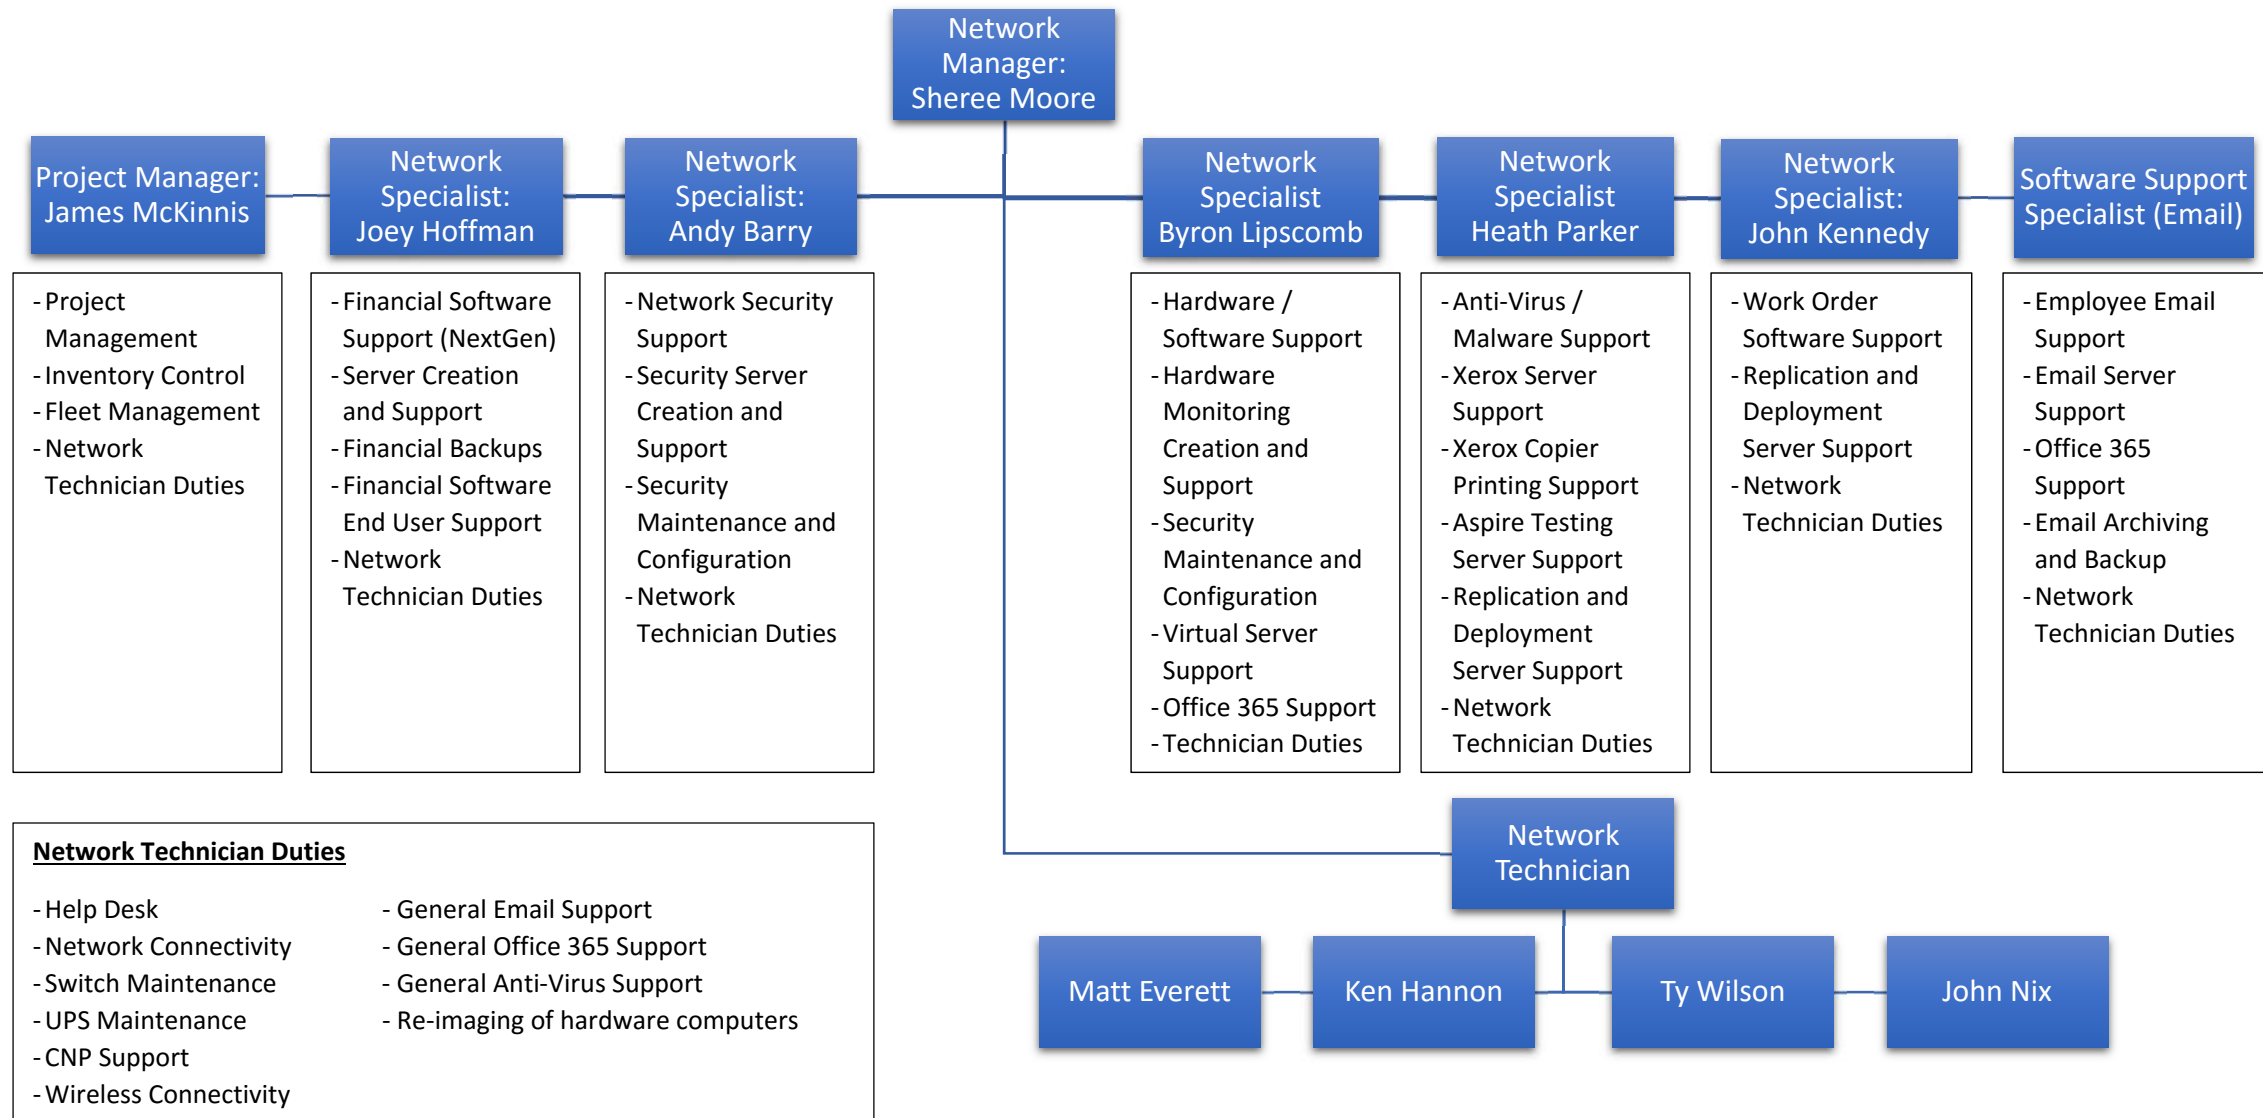 Network
Manager:
Sheree Moore
Project Manager:
James McKinnis
Network
Specialist:
Joey Hoffman
Network
Specialist:
Andy Barry
Network
Specialist
Byron Lipscomb
Network
Specialist
Heath Parker
Network
Specialist:
John Kennedy
Software Support
Specialist (Email)
- Project
Management
- Inventory Control
- Fleet Management
- Network
Technician Duties
- Financial Software
Support (NextGen)
- Server Creation
and Support
- Financial Backups
- Financial Software
End User Support
- Network
Technician Duties
- Network Security
Support
- Security Server
Creation and
Support
- Security
Maintenance and
Configuration
- Network
Technician Duties
- Hardware /
Software Support
- Hardware
Monitoring
Creation and
Support
- Security
Maintenance and
Configuration
- Virtual Server
Support
- Office 365 Support
- Technician Duties
- Anti-Virus /
Malware Support
- Xerox Server
Support
- Xerox Copier
Printing Support
- Aspire Testing
Server Support
- Replication and
Deployment
Server Support
- Network
Technician Duties
- Work Order
Software Support
- Replication and
Deployment
Server Support
- Network
Technician Duties
- Employee Email
Support
- Email Server
Support
- Office 365
Support
- Email Archiving
and Backup
- Network
Technician Duties
Network Technician Duties
- Help Desk
- Network Connectivity
- Switch Maintenance
- UPS Maintenance
- CNP Support
- Wireless Connectivity
- General Email Support
- General Office 365 Support
- General Anti-Virus Support
- Re-imaging of hardware computers
Network
Technician
Matt Everett
Ken Hannon
Ty Wilson
John Nix